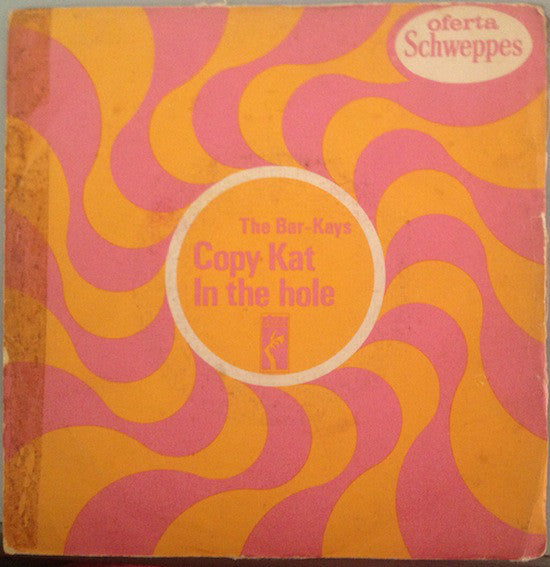 oferta
Schweppes
The Bar-Kays
Copy-Kat
In the hole